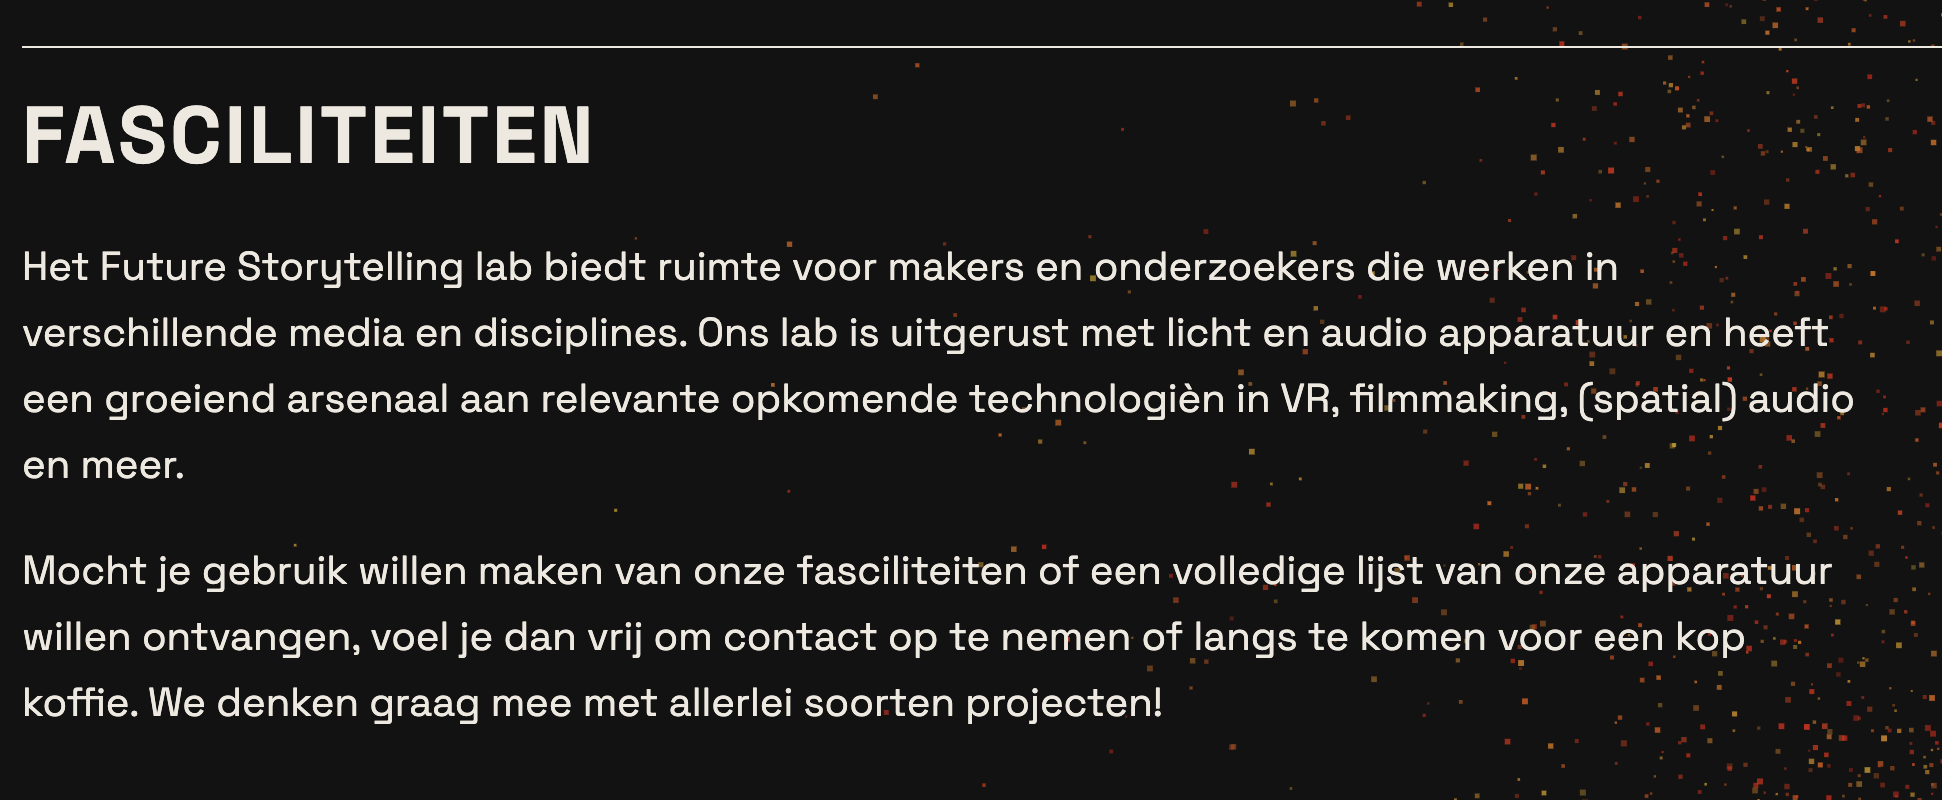 FASCILITEITEN
Het Future Storytelling lab biedt ruimte voor makers en onderzoekers die werken in
verschillende media en disciplines. Ons lab is uitgerust met licht en audio apparatuur en heeft
een groeiend arsenaal aan relevante opkomende technologièn in VR, filmmaking, (spatial) audio
en meer.
Mocht je gebruik willen maken van onze fasciliteiten of een volledige lijst van onze apparatuur
willen ontvangen, voel je dan vrij om contact op te nemen of langs te komen voor een kop
koffie. We denken graag mee met allerlei soorten projecten!